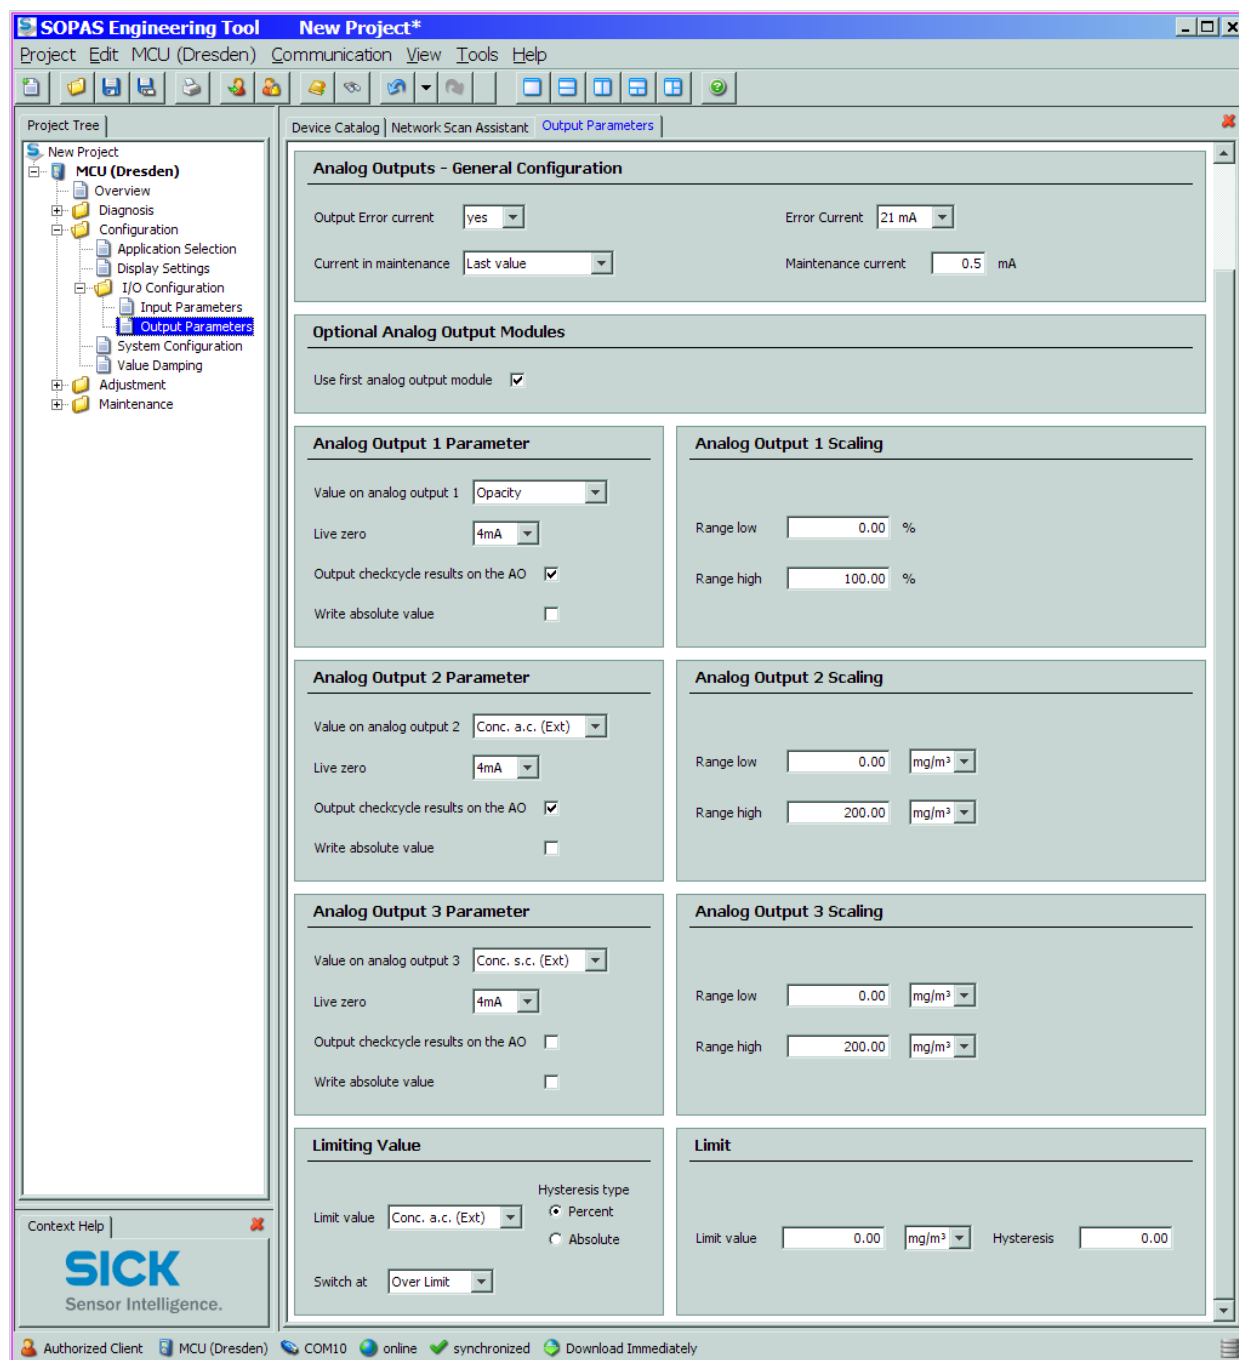 SOPAS Engineering Tool New Project*
Project Edit MCU (Dresden) Communication View Tools Help
Project Tree
New Project
MCU (Dresden)
Overview
Diagnosis
Configuration
Application Selection
Display Settings
I/O Configuration
Input Parameters
Output Parameters
System Configuration
Value Damping
Adjustment
Maintenance
Device Catalog Network Scan Assistant Output Parameters
Analog Outputs - General Configuration
Output Error current yes Error Current 21 mA
Current in maintenance Last value Maintenance current 0.5 mA
Optional Analog Output Modules
Use first analog output module
Analog Output 1 Parameter
Value on analog output 1 Opacity
Live zero 4mA
Output checkcycle results on the AO
Write absolute value
Analog Output 1 Scaling
Range low 0.00 %
Range high 100.00 %
Analog Output 2 Parameter
Value on analog output 2 Conc. a.c. (Ext)
Live zero 4mA
Output checkcycle results on the AO
Write absolute value
Analog Output 2 Scaling
Range low 0.00 mg/m³
Range high 200.00 mg/m³
Analog Output 3 Parameter
Value on analog output 3 Conc. s.c. (Ext)
Live zero 4mA
Output checkcycle results on the AO
Write absolute value
Analog Output 3 Scaling
Range low 0.00 mg/m³
Range high 200.00 mg/m³
Limiting Value
Hysteresis type
Limit value Conc. a.c. (Ext) Percent
Absolute
Switch at Over Limit
Limit
Limit value 0.00 mg/m³ Hysteresis 0.00
Context Help
SICK
Sensor Intelligence.
Authorized Client MCU (Dresden) COM10 online synchronized Download Immediately